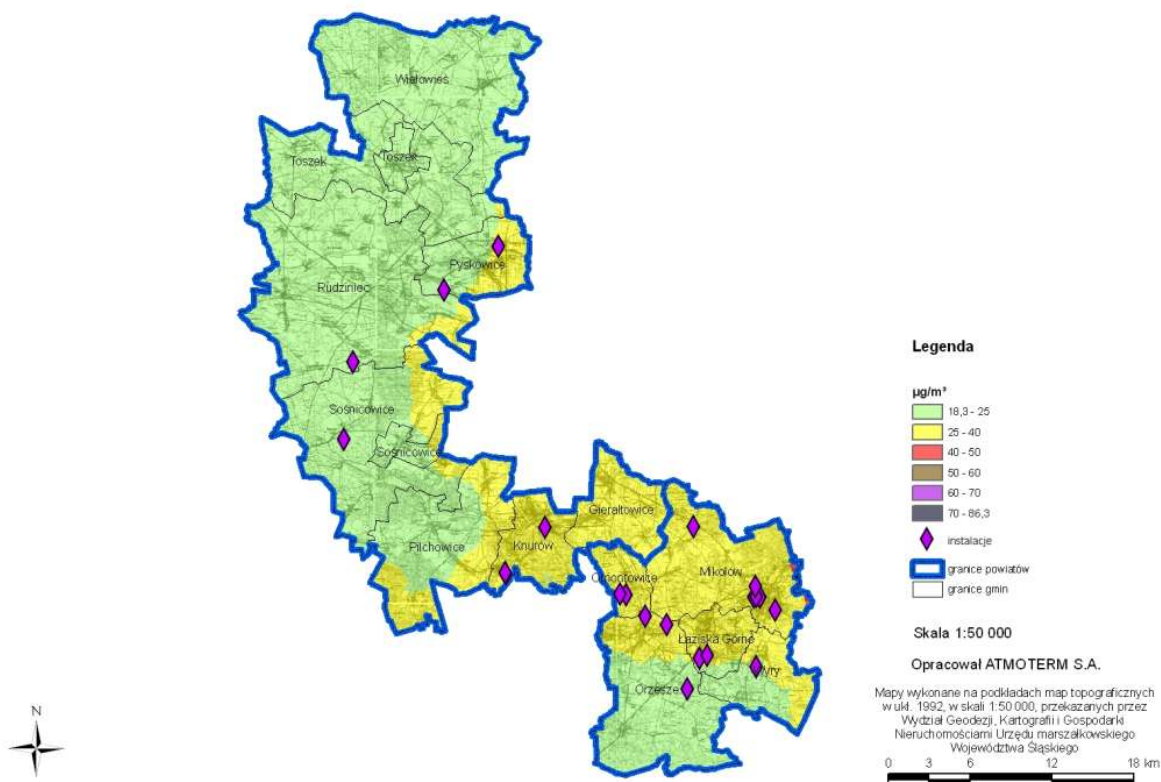 Wielowieś
Toszek
Toszek
Pyskowice
Rudziniec
Sośnicowice
Sośnicowice
Pilchowice
Knurów
Gierałtowice
Ornontowice
Mikołów
Łaziska Górne
Wyry
Orzesze
N
Legenda
µg/m³
18,3 - 25
25 - 40
40 - 50
50 - 60
60 - 70
70 - 86,3
instalacje
granice powiatów
granice gmin
Skala 1:50 000
Opracował ATMOTERM S.A.
Mapy wykonane na podkładach map topograficznych
w ukł. 1992, w skali 1:50 000, przekazanych przez
Wydział Geodezji, Kartografii i Gospodarki
Nieruchomościami Urzędu marszałkowskiego
Województwa Śląskiego
0 3 6 12 18 km